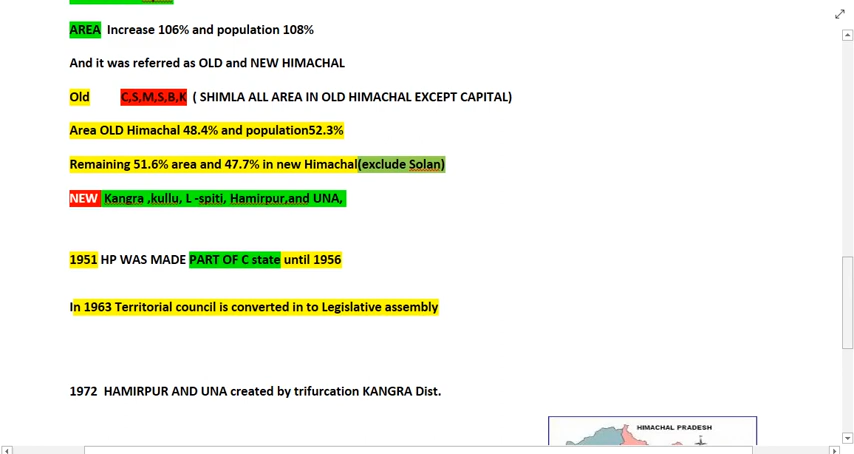 AREA Increase 106% and population 108%
And it was referred as OLD and NEW HIMACHAL
Old C,S,M,S,B,K ( SHIMLA ALL AREA IN OLD HIMACHAL EXCEPT CAPITAL)
Area OLD Himachal 48.4% and population52.3%
Remaining 51.6% area and 47.7% in new Himachal(exclude Solan)
NEW Kangra ,kullu, L -spiti, Hamirpur,and UNA,
1951 HP WAS MADE PART OF C state until 1956
In 1963 Territorial council is converted in to Legislative assembly
1972 HAMIRPUR AND UNA created by trifurcation KANGRA Dist.
HIMACHAL PRADESH